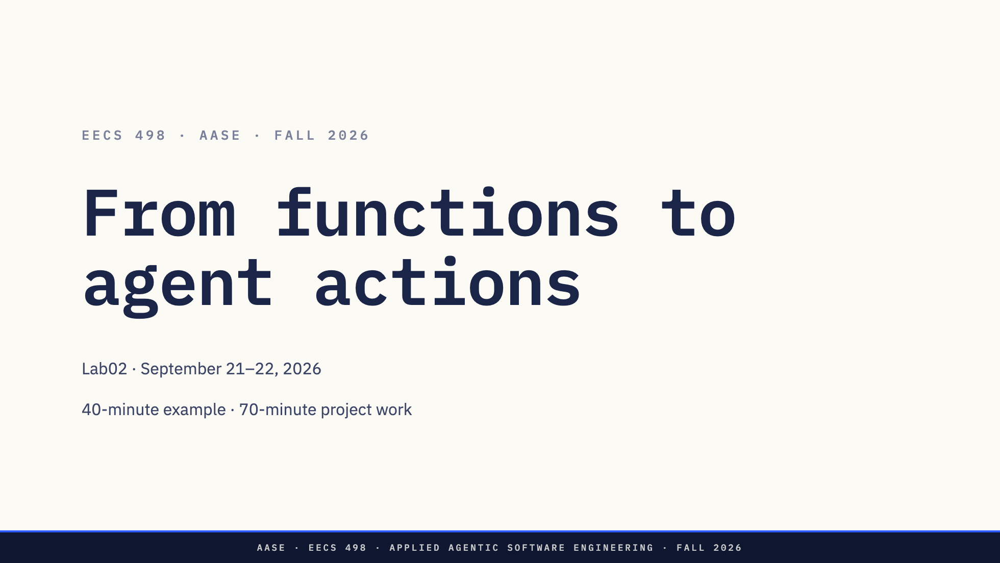 EECS 498 · AASE · FALL 2026
From functions to
agent actions
Lab02 · September 21–22, 2026
40-minute example · 70-minute project work
AASE · EECS 498 · APPLIED AGENTIC SOFTWARE ENGINEERING · FALL 2026